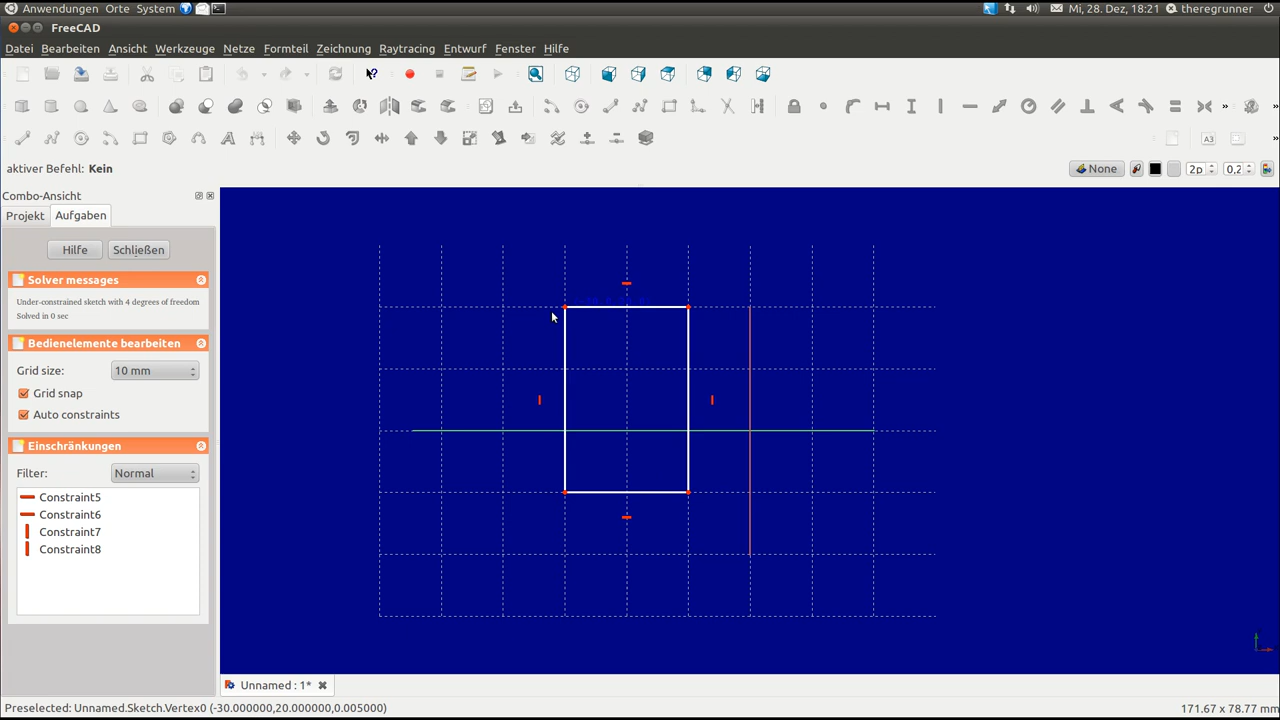 Anwendungen Orte System Mi, 28. Dez, 18:21 theregrunner
FreeCAD
Datei Bearbeiten Ansicht Werkzeuge Netze Formteil Zeichnung Raytracing Entwurf Fenster Hilfe
aktiver Befehl: Kein
None 2p 0,2
A3
Combo-Ansicht
Projekt Aufgaben
Hilfe Schließen
Solver messages
Under-constrained sketch with 4 degrees of freedom
Solved in 0 sec
Bedienelemente bearbeiten
Grid size: 10 mm
Grid snap
Auto constraints
Einschränkungen
Filter: Normal
Constraint5
Constraint6
Constraint7
Constraint8
Unnamed : 1*
Preselected: Unnamed.Sketch.Vertex0 (-30.000000,20.000000,0.005000) 171.67 x 78.77 mm